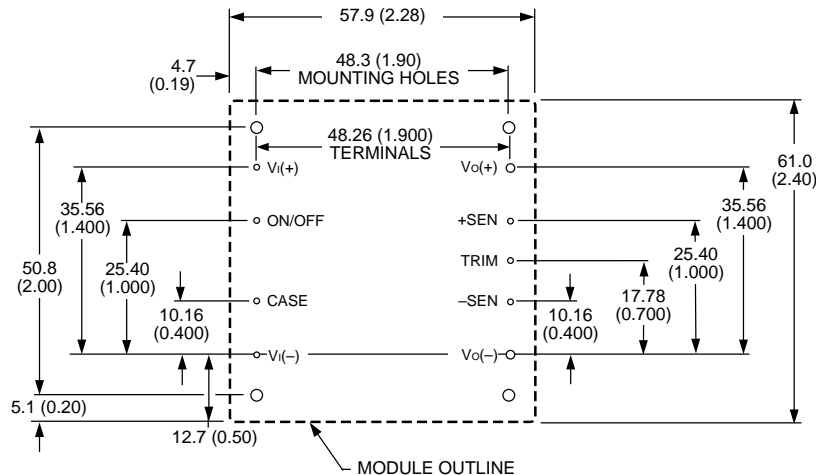 57.9 (2.28)
4.7
(0.19)
48.3 (1.90)
MOUNTING HOLES
48.26 (1.900)
TERMINALS
VI(+)
VO(+)
61.0
(2.40)
35.56
(1.400)
35.56
(1.400)
ON/OFF
+SEN
25.40
(1.000)
25.40
(1.000)
TRIM
50.8
(2.00)
17.78
(0.700)
CASE
–SEN
10.16
(0.400)
10.16
(0.400)
VI(–)
VO(–)
5.1 (0.20)
12.7 (0.50)
MODULE OUTLINE